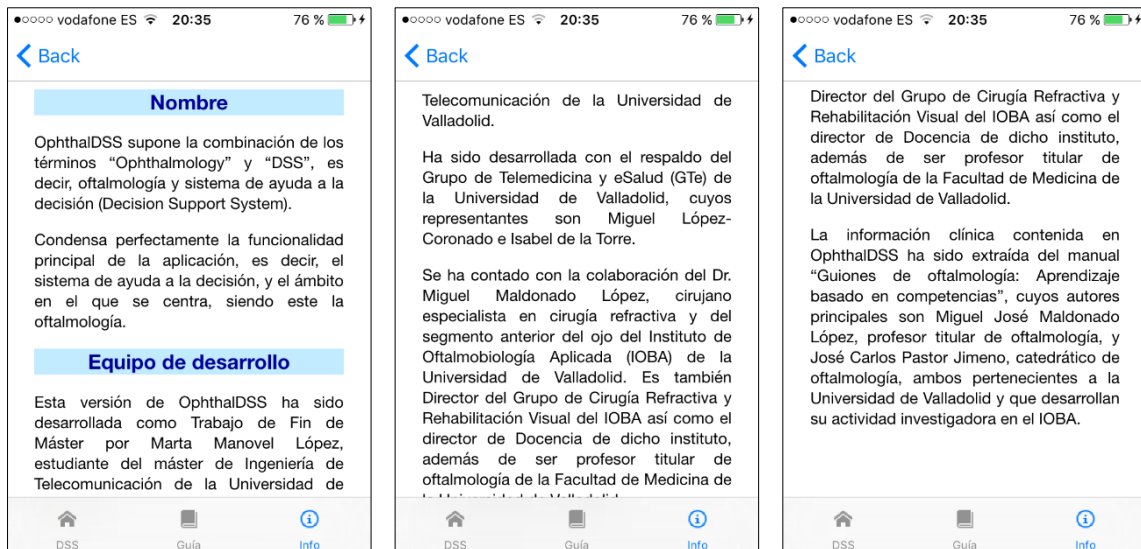 vodafone ES 20:35 76 %
Back
Nombre
OphthalDSS supone la combinación de los
términos “Ophthalmology” y “DSS”, es
decir, oftalmología y sistema de ayuda a la
decisión (Decision Support System).
Condensa perfectamente la funcionalidad
principal de la aplicación, es decir, el
sistema de ayuda a la decisión, y el ámbito
en el que se centra, siendo este la
oftalmología.
Equipo de desarrollo
Esta versión de OphthalDSS ha sido
desarrollada como Trabajo de Fin de
Máster por Marta Manovel López,
estudiante del máster de Ingeniería de
Telecomunicación de la Universidad de
DSS Guía Info
vodafone ES 20:35 76 %
Back
Telecomunicación de la Universidad de
Valladolid.
Ha sido desarrollada con el respaldo del
Grupo de Telemedicina y eSalud (GTe) de
la Universidad de Valladolid, cuyos
representantes son Miguel López-
Coronado e Isabel de la Torre.
Se ha contado con la colaboración del Dr.
Miguel Maldonado López, cirujano
especialista en cirugía refractiva y del
segmento anterior del ojo del Instituto de
Oftalmobiología Aplicada (IOBA) de la
Universidad de Valladolid. Es también
Director del Grupo de Cirugía Refractiva y
Rehabilitación Visual del IOBA así como el
director de Docencia de dicho instituto,
además de ser profesor titular de
oftalmología de la Facultad de Medicina de
la Universidad de Valladolid
DSS Guía Info
vodafone ES 20:35 76 %
Back
Director del Grupo de Cirugía Refractiva y
Rehabilitación Visual del IOBA así como el
director de Docencia de dicho instituto,
además de ser profesor titular de
oftalmología de la Facultad de Medicina de
la Universidad de Valladolid.
La información clínica contenida en
OphthalDSS ha sido extraída del manual
“Guiones de oftalmología: Aprendizaje
basado en competencias”, cuyos autores
principales son Miguel José Maldonado
López, profesor titular de oftalmología, y
José Carlos Pastor Jimeno, catedrático de
oftalmología, ambos pertenecientes a la
Universidad de Valladolid y que desarrollan
su actividad investigadora en el IOBA.
DSS Guía Info